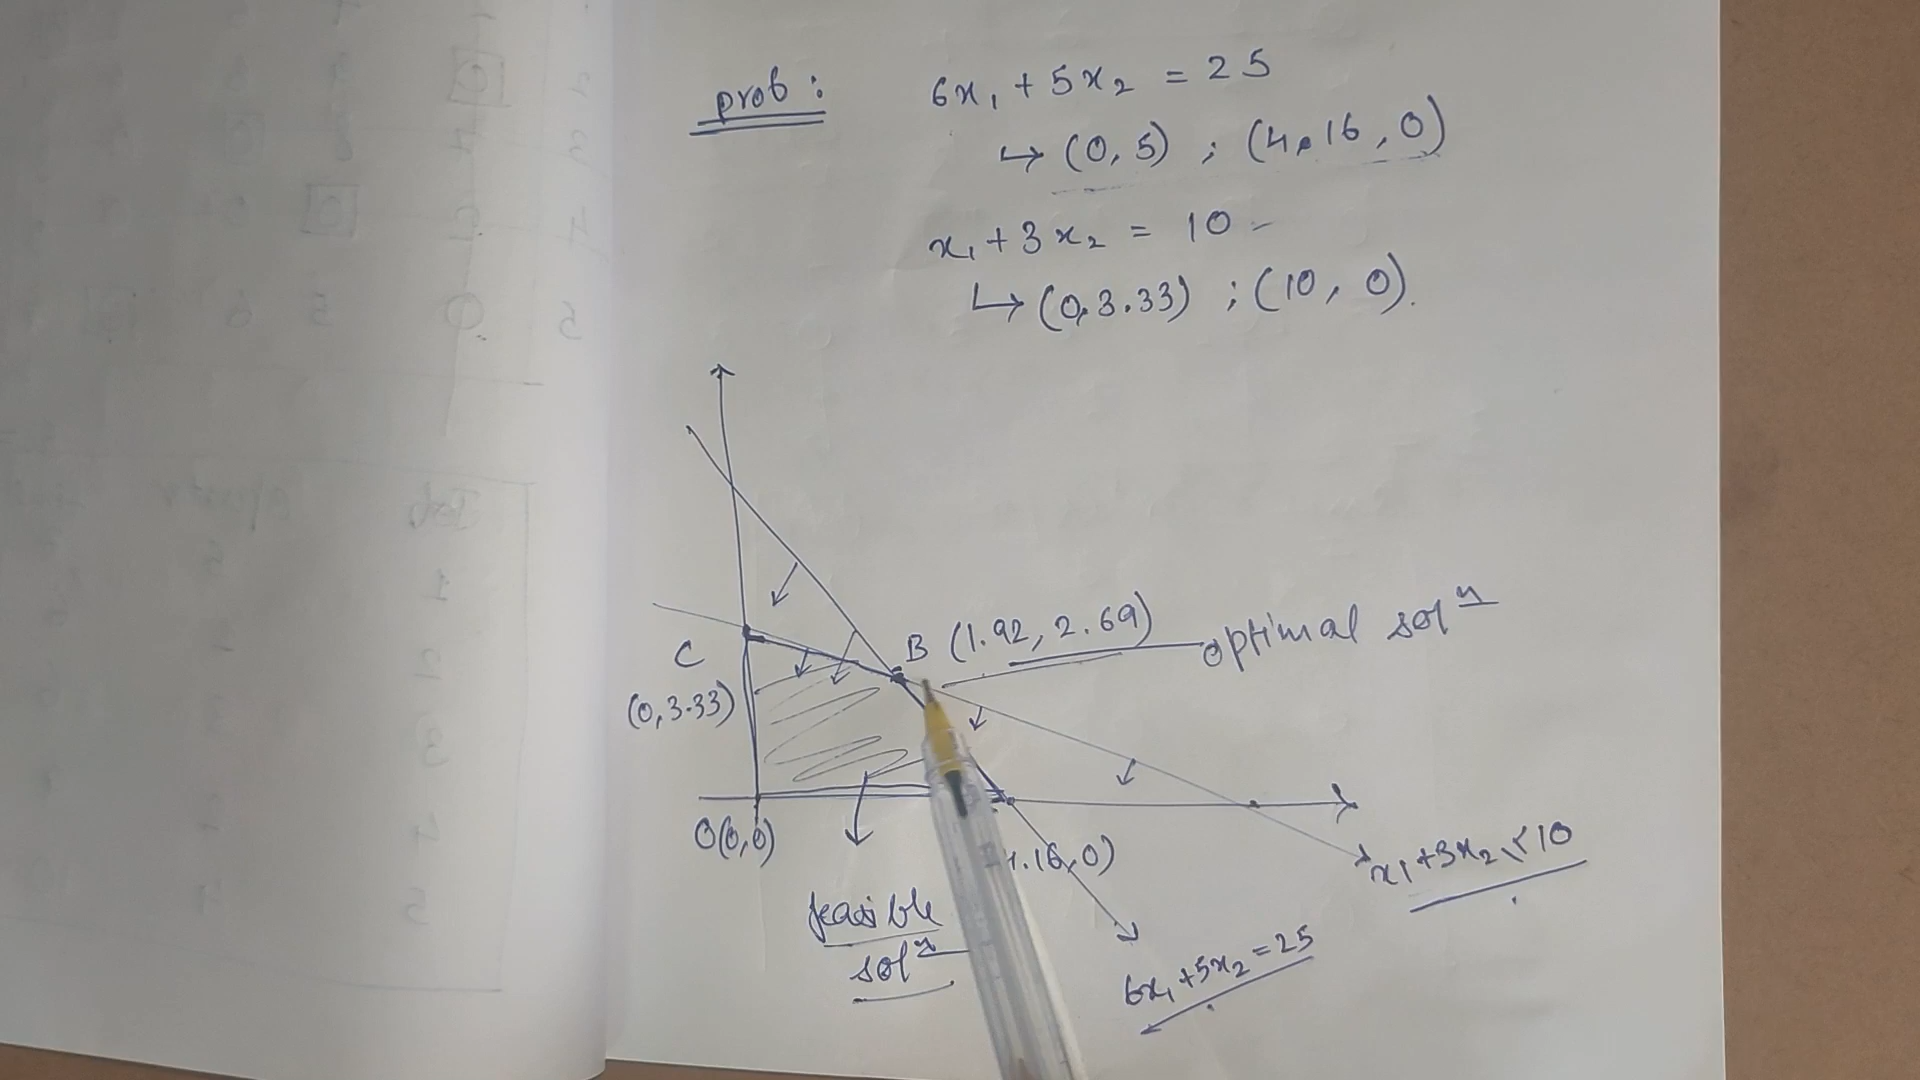 prob : 6x₁ + 5x₂ = 25
↳ (0, 5) ; (4.16, 0)
x₁ + 3x₂ = 10
↳ (0, 3.33) ; (10, 0).
B (1.92, 2.69) optimal solⁿ
C
(0, 3.33)
O(0,0)
.16, 0)
x₁ + 3x₂ ≤ 10
feasible
solⁿ
6x₁ + 5x₂ = 25